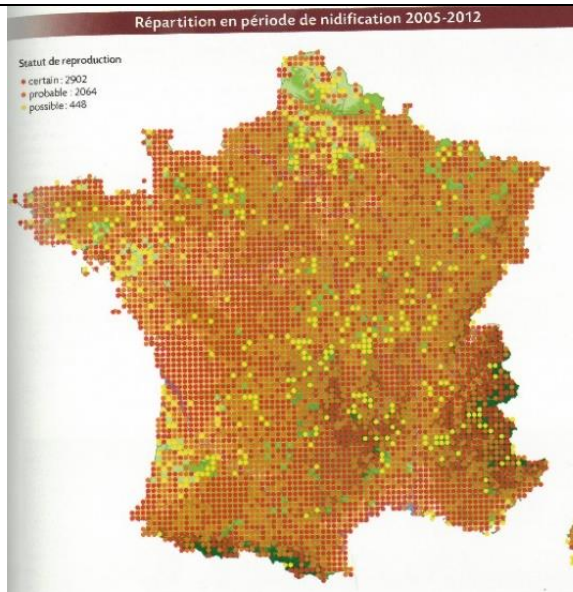 Répartition en période de nidification 2005-2012
Statut de reproduction
certain : 2902
probable : 2064
possible : 448